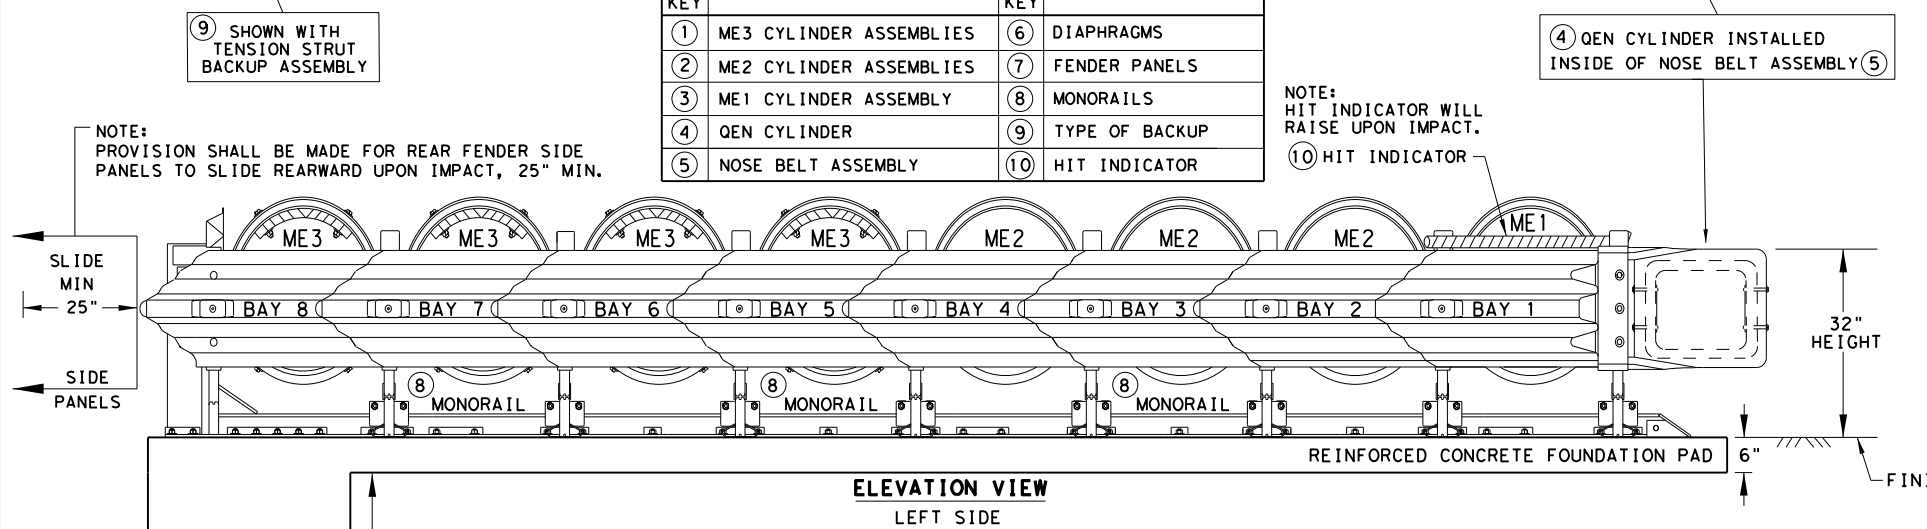 9 SHOWN WITH
TENSION STRUT
BACKUP ASSEMBLY
KEY KEY
1 ME3 CYLINDER ASSEMBLIES 6 DIAPHRAGMS
2 ME2 CYLINDER ASSEMBLIES 7 FENDER PANELS
3 ME1 CYLINDER ASSEMBLY 8 MONORAILS
4 QEN CYLINDER 9 TYPE OF BACKUP
5 NOSE BELT ASSEMBLY 10 HIT INDICATOR
4 QEN CYLINDER INSTALLED
INSIDE OF NOSE BELT ASSEMBLY 5
NOTE:
HIT INDICATOR WILL
RAISE UPON IMPACT.
10 HIT INDICATOR
NOTE:
PROVISION SHALL BE MADE FOR REAR FENDER SIDE
PANELS TO SLIDE REARWARD UPON IMPACT, 25" MIN.
ME3 ME3 ME3 ME3 ME2 ME2 ME2 ME1
SLIDE
MIN
25"
BAY 8 BAY 7 BAY 6 BAY 5 BAY 4 BAY 3 BAY 2 BAY 1
32"
HEIGHT
SIDE
PANELS
8 MONORAIL 8 MONORAIL 8 MONORAIL
REINFORCED CONCRETE FOUNDATION PAD 6"
ELEVATION VIEW
LEFT SIDE